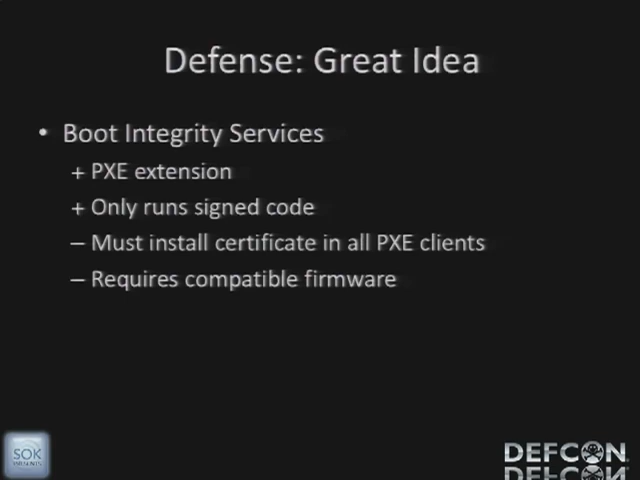 Defense: Great Idea
• Boot Integrity Services
+ PXE extension
+ Only runs signed code
– Must install certificate in all PXE clients
– Requires compatible firmware
SOK
DEFCON